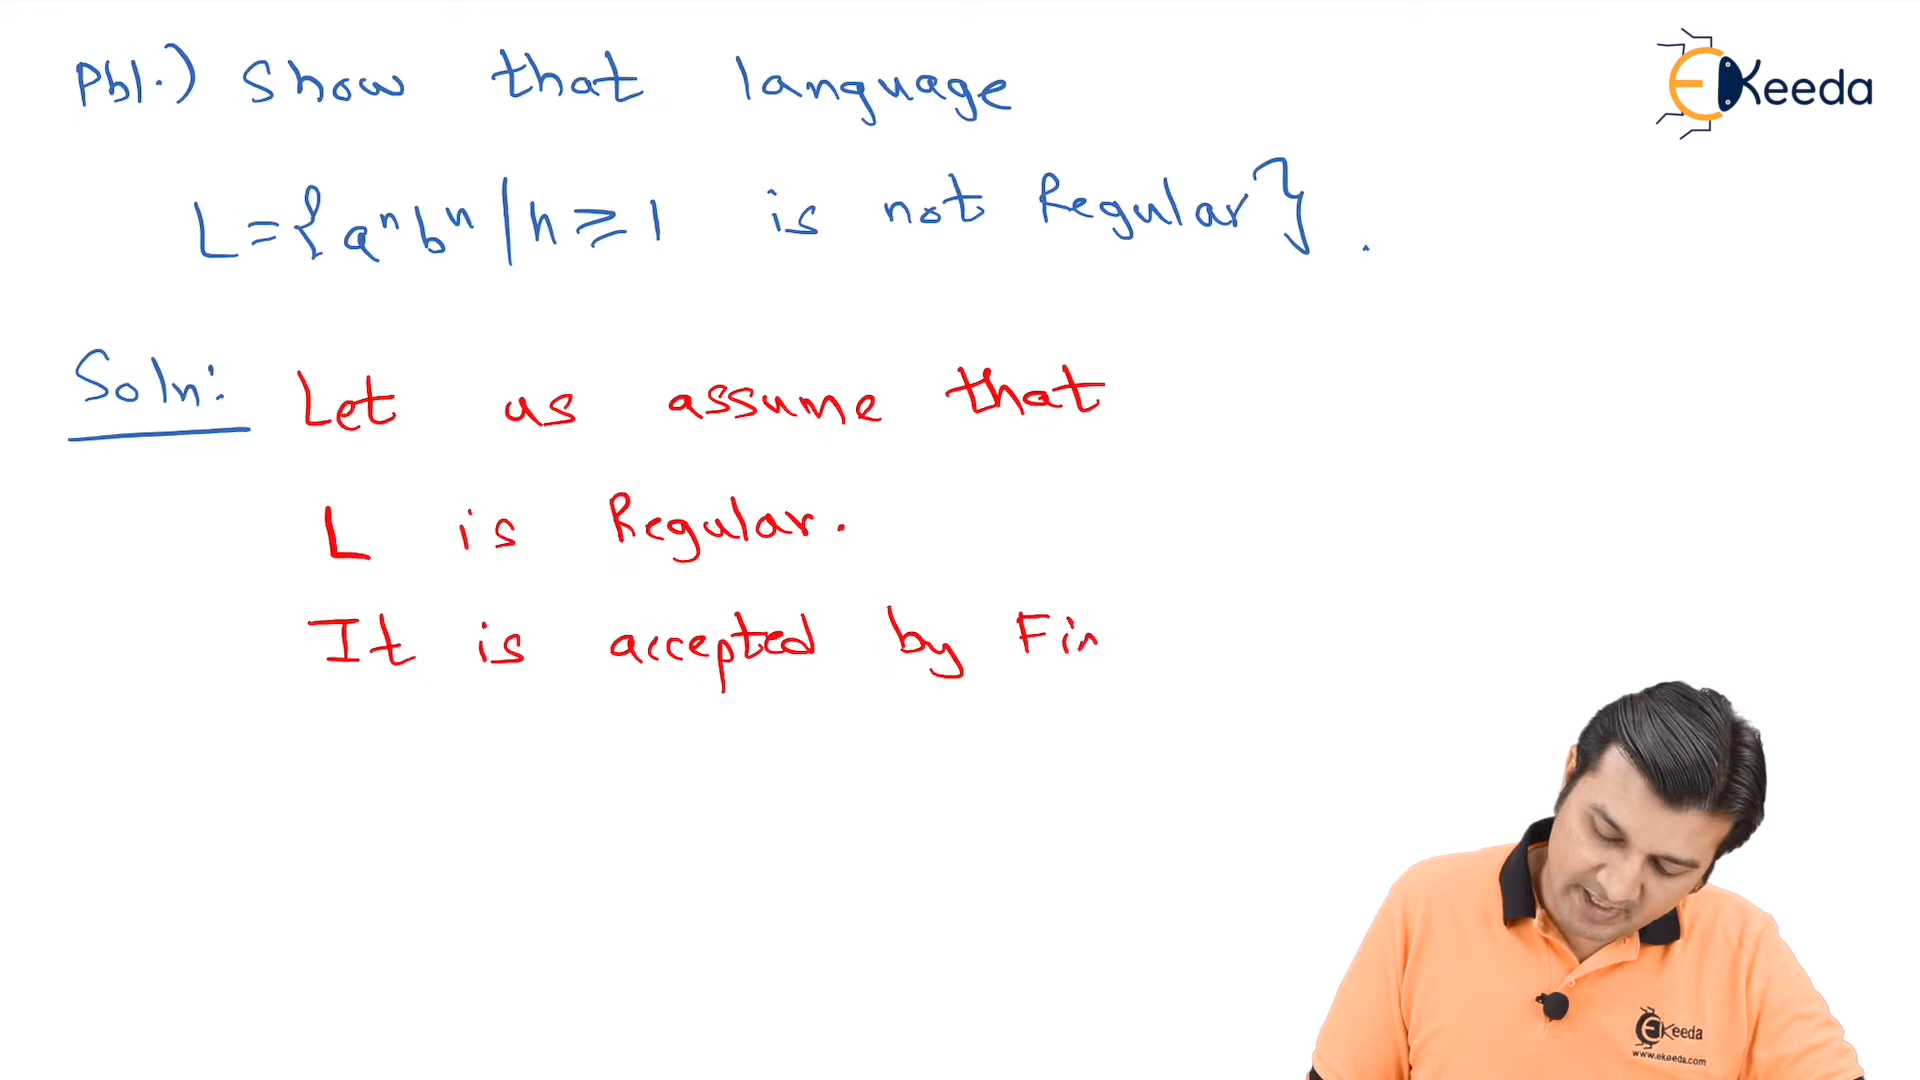 Pbl.) Show that language
L = {aⁿbⁿ | n ≥ 1 is not Regular}.
Soln: Let us assume that
L is Regular.
It is accepted by Fin
EKeeda
EKeeda
www.ekeeda.com